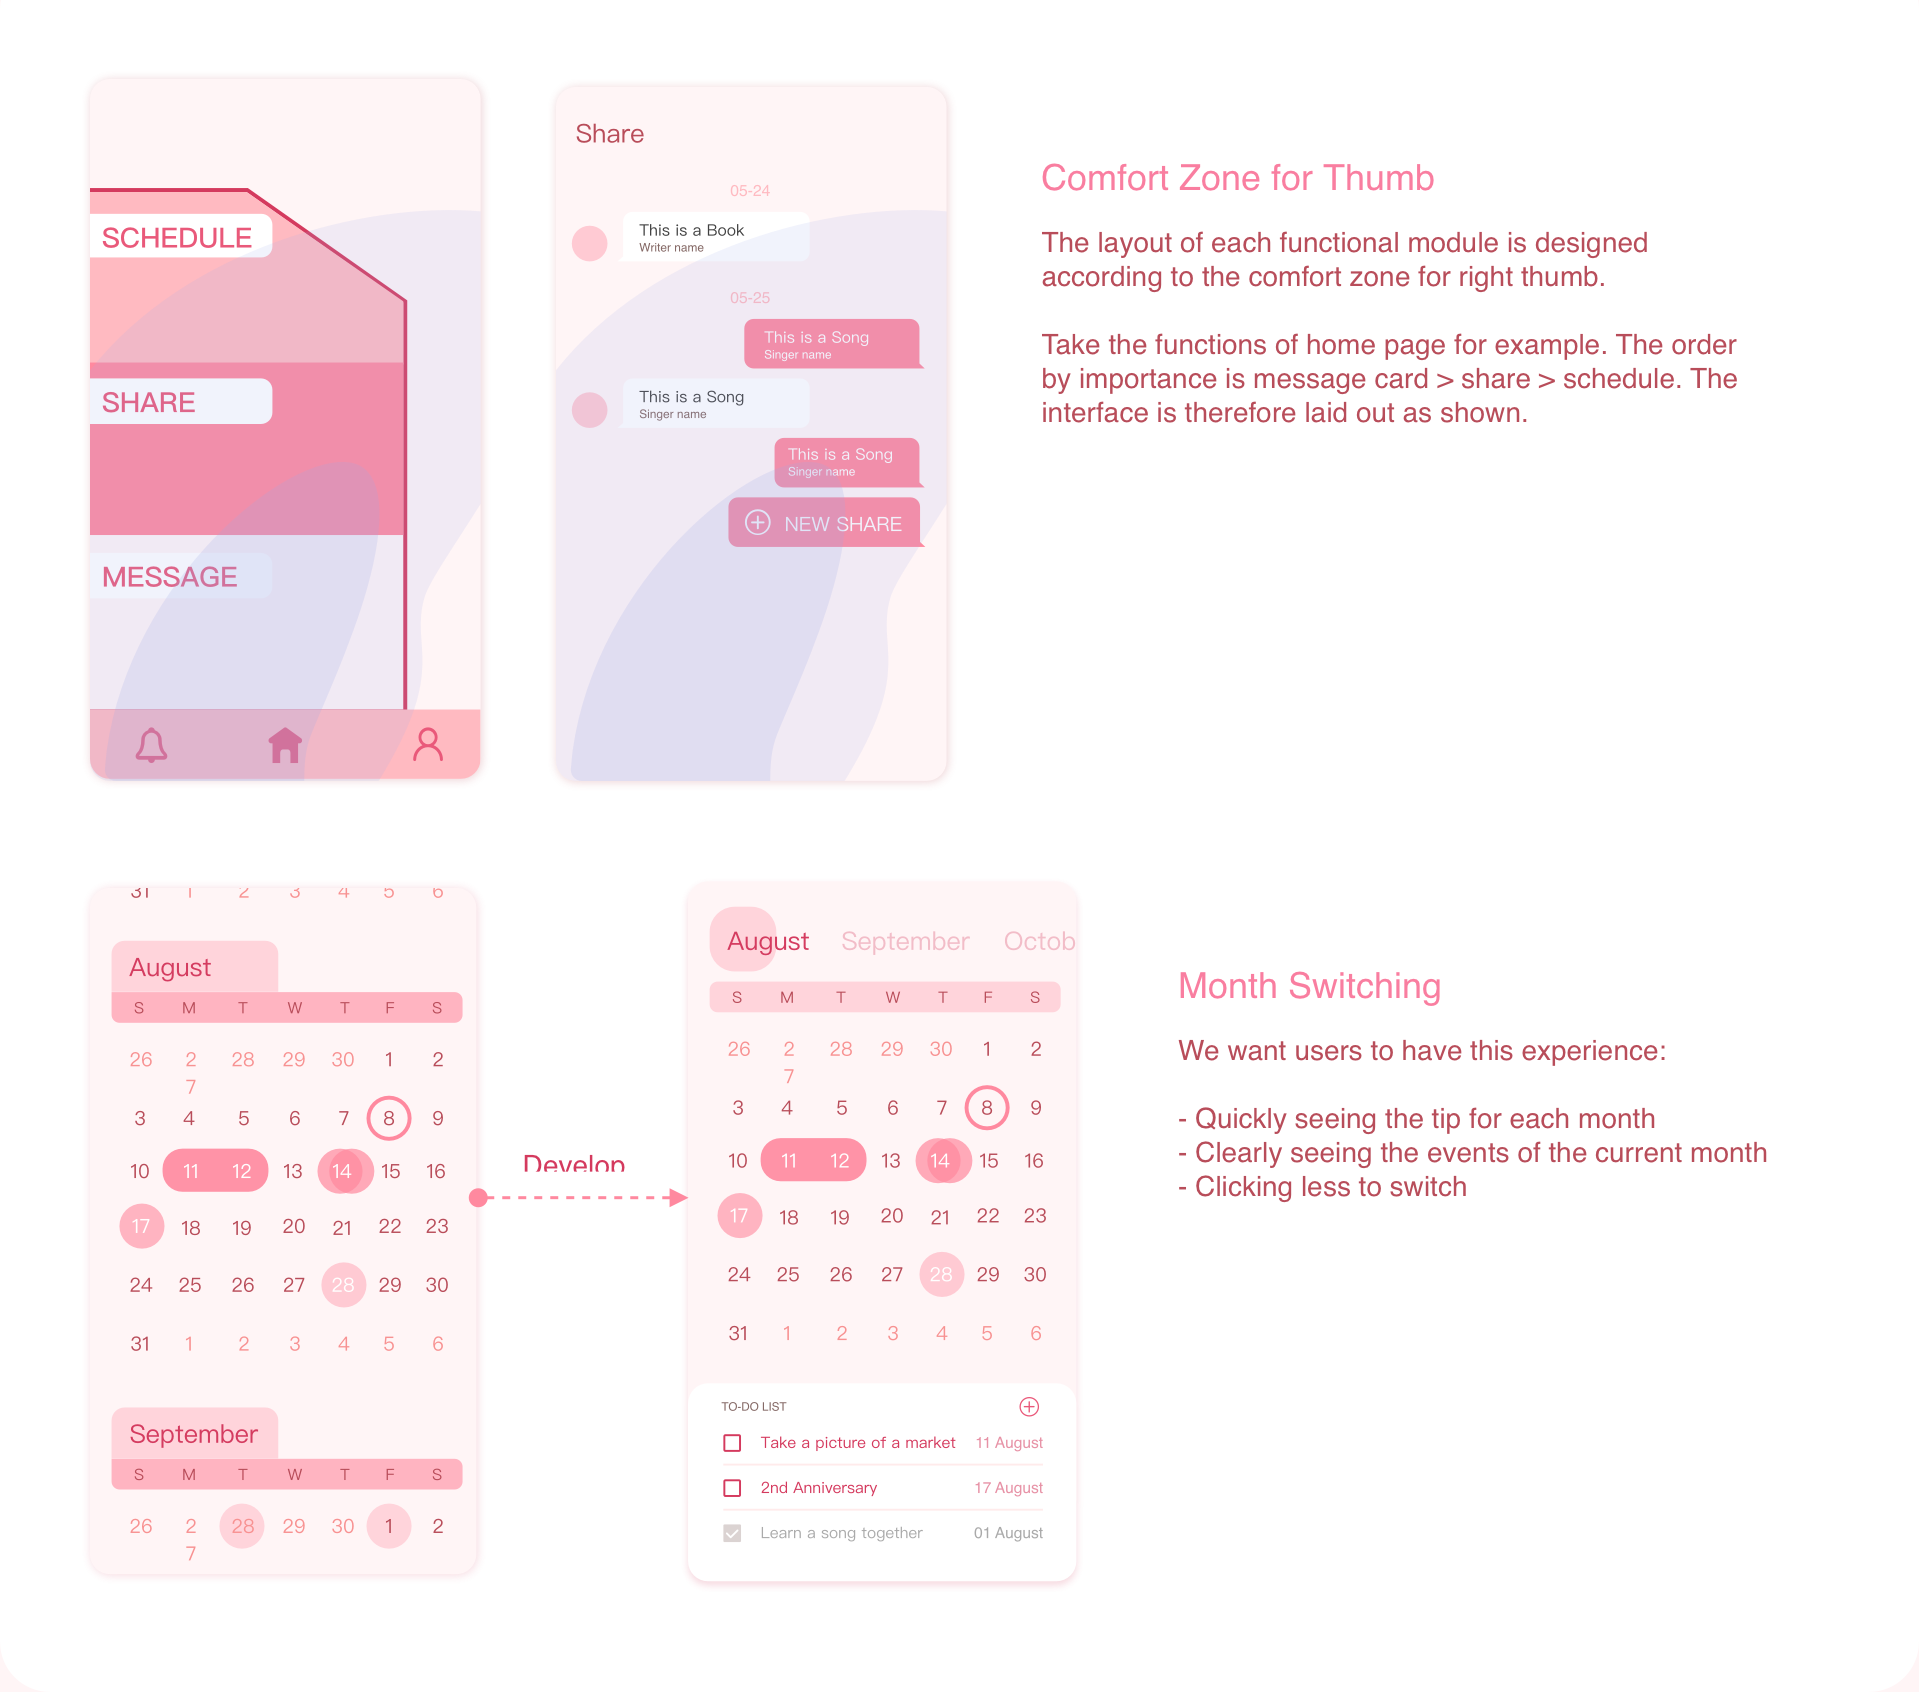 SCHEDULE
SHARE
MESSAGE
Share
05-24
This is a Book
Writer name
05-25
This is a Song
Singer name
This is a Song
Singer name
This is a Song
Singer name
NEW SHARE
Comfort Zone for Thumb
The layout of each functional module is designed
according to the comfort zone for right thumb.
Take the functions of home page for example. The order
by importance is message card > share > schedule. The
interface is therefore laid out as shown.
31 1 2 3 4 5 6
August
S M T W T F S
26 2 28 29 30 1 2
7
3 4 5 6 7 8 9
10 11 12 13 14 15 16
17 18 19 20 21 22 23
24 25 26 27 28 29 30
31 1 2 3 4 5 6
September
S M T W T F S
26 2 28 29 30 1 2
7
Develop
August September Octob
S M T W T F S
26 2 28 29 30 1 2
7
3 4 5 6 7 8 9
10 11 12 13 14 15 16
17 18 19 20 21 22 23
24 25 26 27 28 29 30
31 1 2 3 4 5 6
TO-DO LIST
Take a picture of a market 11 August
2nd Anniversary 17 August
Learn a song together 01 August
Month Switching
We want users to have this experience:
- Quickly seeing the tip for each month
- Clearly seeing the events of the current month
- Clicking less to switch